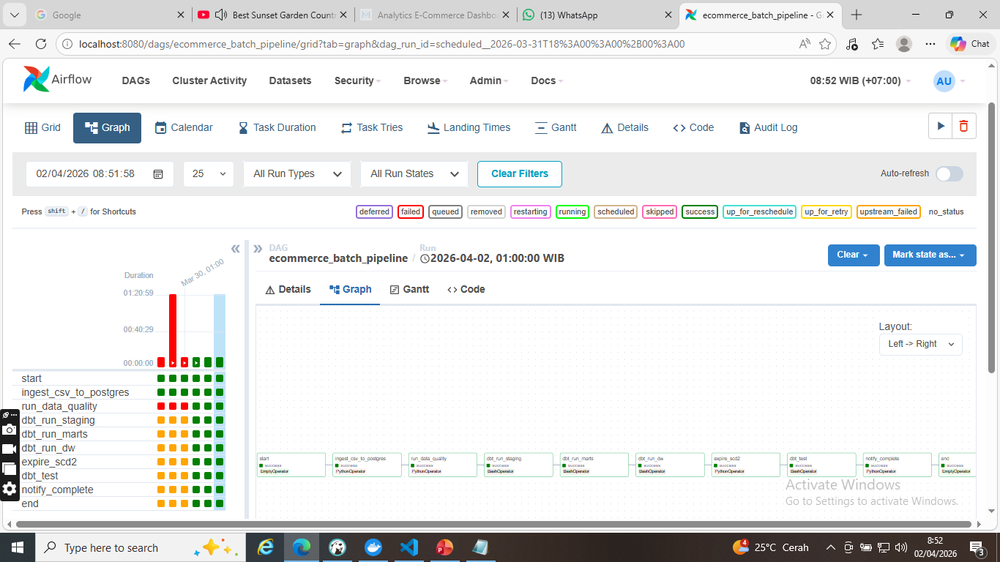 Google
Best Sunset Garden Count
Analytics E-Commerce Dashbo
(13) WhatsApp
ecommerce_batch_pipeline - G
localhost:8080/dags/ecommerce_batch_pipeline/grid?tab=graph&dag_run_id=scheduled__2026-03-31T18%3A00%3A00%2B00%3A00
Chat
Airflow
DAGs
Cluster Activity
Datasets
Security
Browse
Admin
Docs
08:52 WIB (+07:00)
AU
Grid
Graph
Calendar
Task Duration
Task Tries
Landing Times
Gantt
Details
<> Code
Audit Log
02/04/2026 08:51:58
25
All Run Types
All Run States
Clear Filters
Auto-refresh
Press shift + / for Shortcuts
deferred
failed
queued
removed
restarting
running
scheduled
skipped
success
up_for_reschedule
up_for_retry
upstream_failed
no_status
DAG
ecommerce_batch_pipeline /
Run
2026-04-02, 01:00:00 WIB
Clear
Mark state as...
Details
Graph
Gantt
<> Code
Duration
Mar 30, 01:00
01:20:59
00:40:29
00:00:00
start
ingest_csv_to_postgres
run_data_quality
dbt_run_staging
dbt_run_marts
dbt_run_dw
expire_scd2
dbt_test
notify_complete
end
Layout:
Left -> Right
start
success
EmptyOperator
ingest_csv_to_postgres
success
PythonOperator
run_data_quality
success
PythonOperator
dbt_run_staging
success
BashOperator
dbt_run_marts
success
BashOperator
dbt_run_dw
success
BashOperator
expire_scd2
success
PythonOperator
dbt_test
success
BashOperator
notify_complete
success
PythonOperator
end
success
EmptyOperator
Activate Windows
Go to Settings to activate Windows.
Type here to search
4
25°C Cerah
8:52
02/04/2026
3